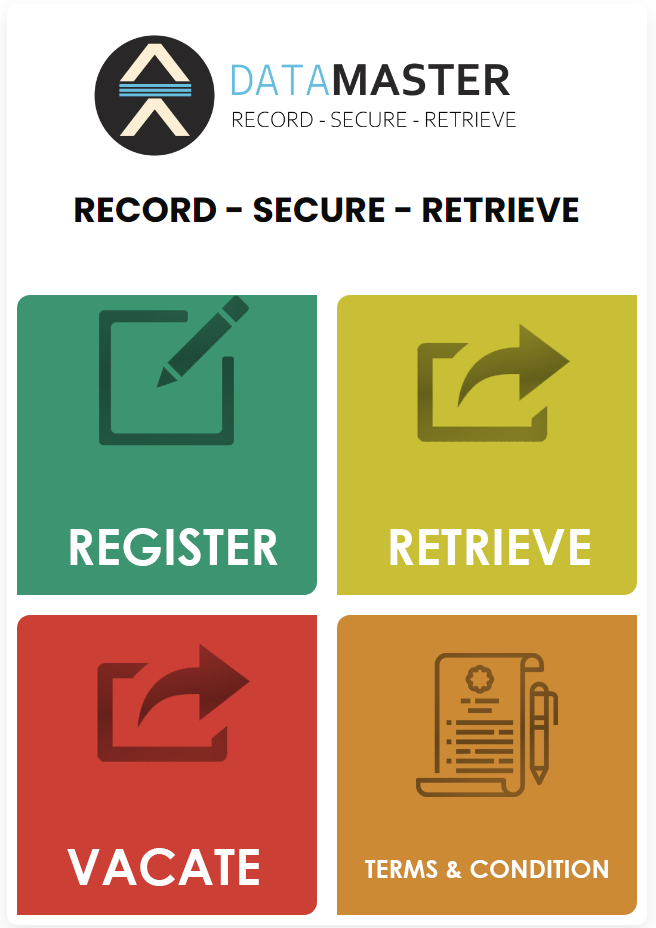 DATAMASTER
RECORD - SECURE - RETRIEVE
RECORD - SECURE - RETRIEVE
REGISTER
RETRIEVE
VACATE
TERMS & CONDITION